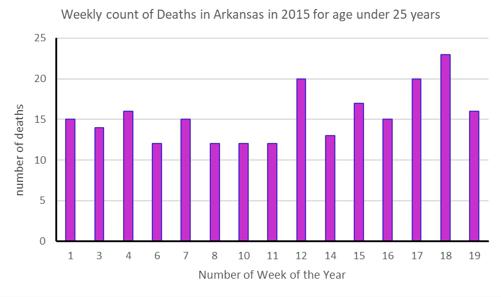 Weekly count of Deaths in Arkansas in 2015 for age under 25 years
25
20
15
10
5
0
number of deaths
1 3 4 6 7 8 10 11 12 14 15 16 17 18 19
Number of Week of the Year